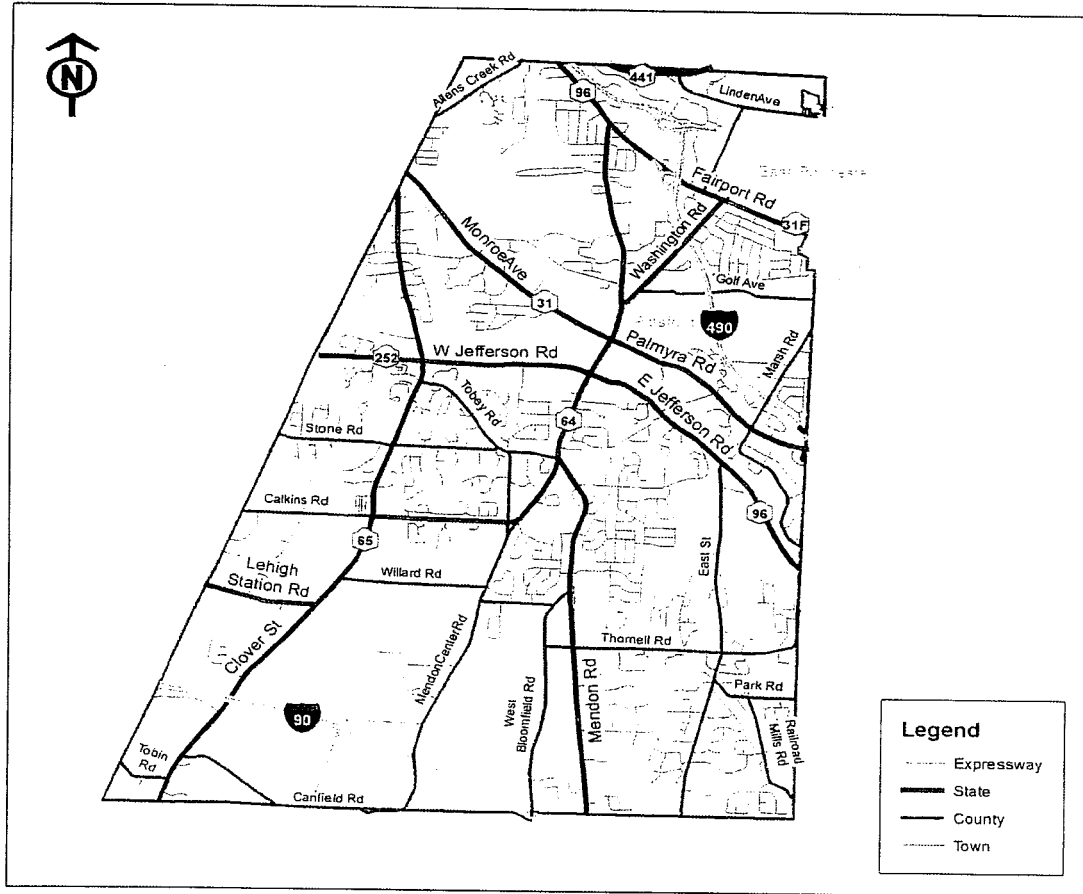 N
Allens Creek Rd
441
96
LindenAve
Fairport Rd
31F
MonroeAve
Washington Rd
Golf Ave
31
490
W Jefferson Rd
252
Palmyra Rd
Marsh Rd
E Jefferson Rd
Tobey Rd
64
Stone Rd
Calkins Rd
96
65
East St
Lehigh
Station Rd
Willard Rd
Clover St
MendonCenterRd
Thornell Rd
West
Bloomfield Rd
Mendon Rd
Park Rd
Railroad
Mills Rd
90
Tobin
Rd
Canfield Rd
Legend
Expressway
State
County
Town